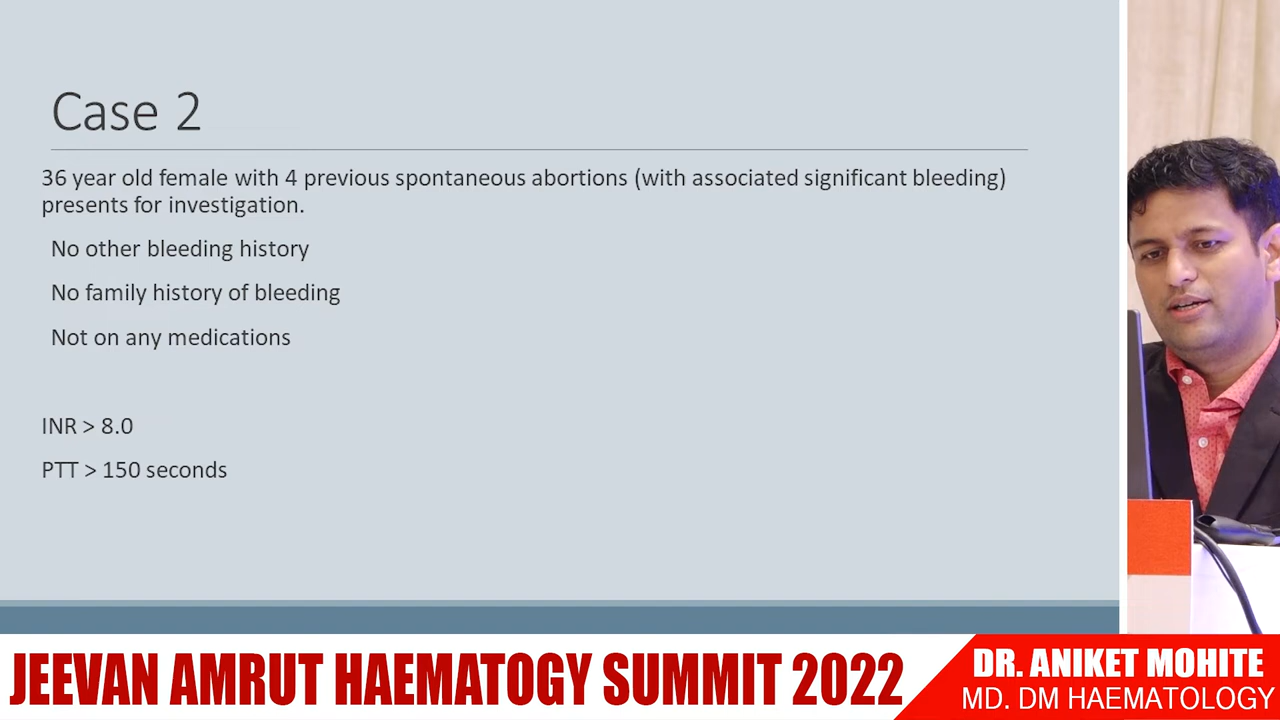 Case 2
36 year old female with 4 previous spontaneous abortions (with associated significant bleeding)
presents for investigation.
No other bleeding history
No family history of bleeding
Not on any medications
INR > 8.0
PTT > 150 seconds
JEEVAN AMRUT HAEMATOGY SUMMIT 2022
DR. ANIKET MOHITE
MD. DM HAEMATOLOGY